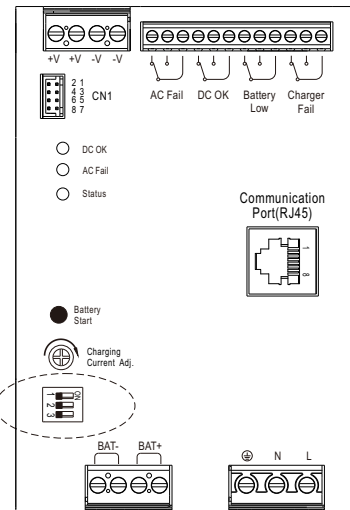 +V +V -V -V
AC Fail DC OK Battery Low Charger Fail
2 1
4 3
6 5
8 7
CN1
DC OK
AC Fail
Status
Communication
Port(RJ45)
1
8
Battery
Start
Charging
Current Adj.
ON
1
2
3
BAT- BAT+
N L